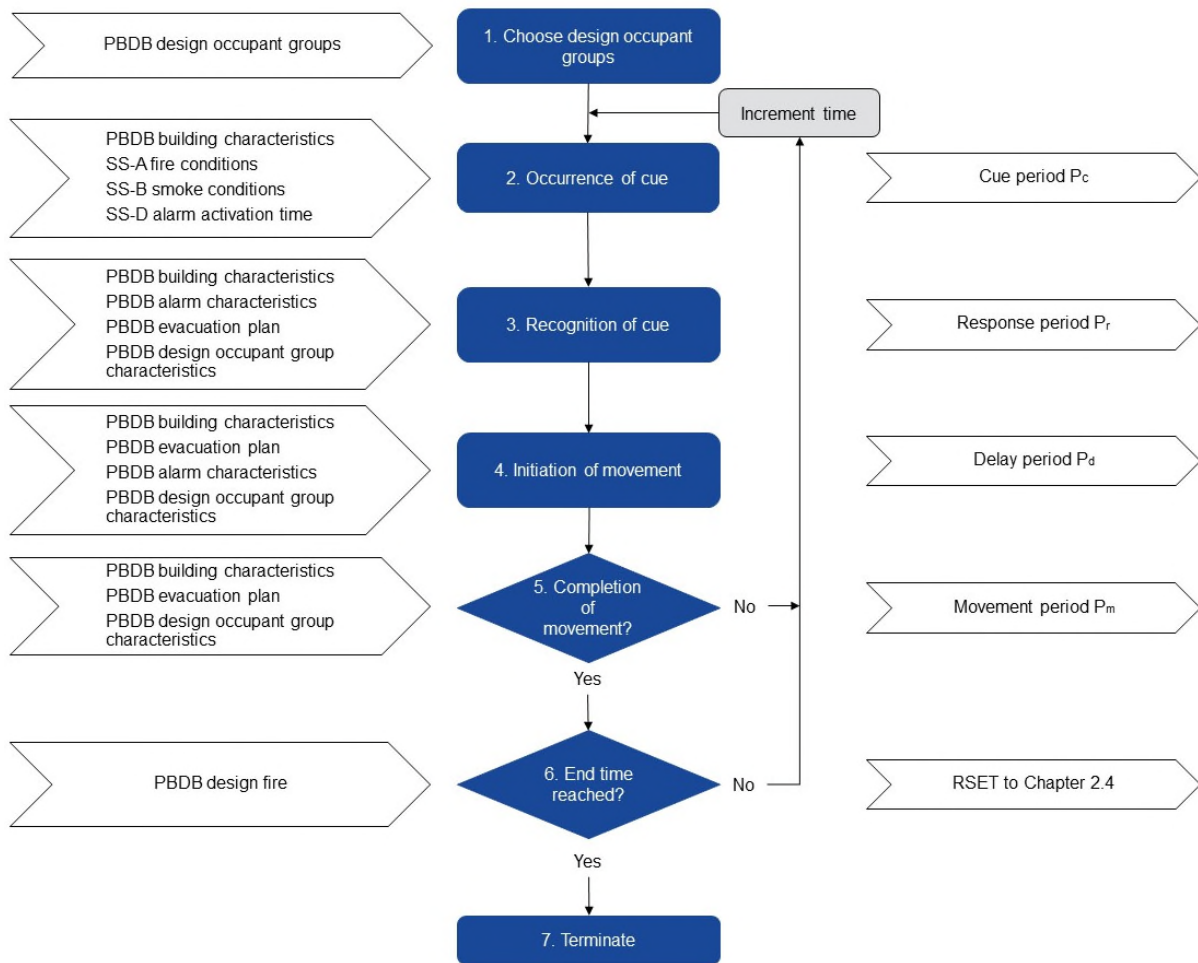 PBDB design occupant groups
1. Choose design occupant
groups
Increment time
PBDB building characteristics
SS-A fire conditions
SS-B smoke conditions
SS-D alarm activation time
2. Occurrence of cue
Cue period Pc
PBDB building characteristics
PBDB alarm characteristics
PBDB evacuation plan
PBDB design occupant group
characteristics
3. Recognition of cue
Response period Pr
PBDB building characteristics
PBDB evacuation plan
PBDB alarm characteristics
PBDB design occupant group
characteristics
4. Initiation of movement
Delay period Pd
PBDB building characteristics
PBDB evacuation plan
PBDB design occupant group
characteristics
5. Completion
of
movement?
No
Movement period Pm
Yes
PBDB design fire
6. End time
reached?
No
RSET to Chapter 2.4
Yes
7. Terminate